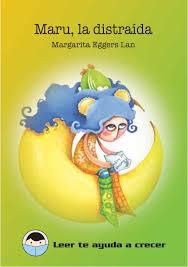 Maru, la distraída
Margarita Eggers Lan
Leer te ayuda a crecer